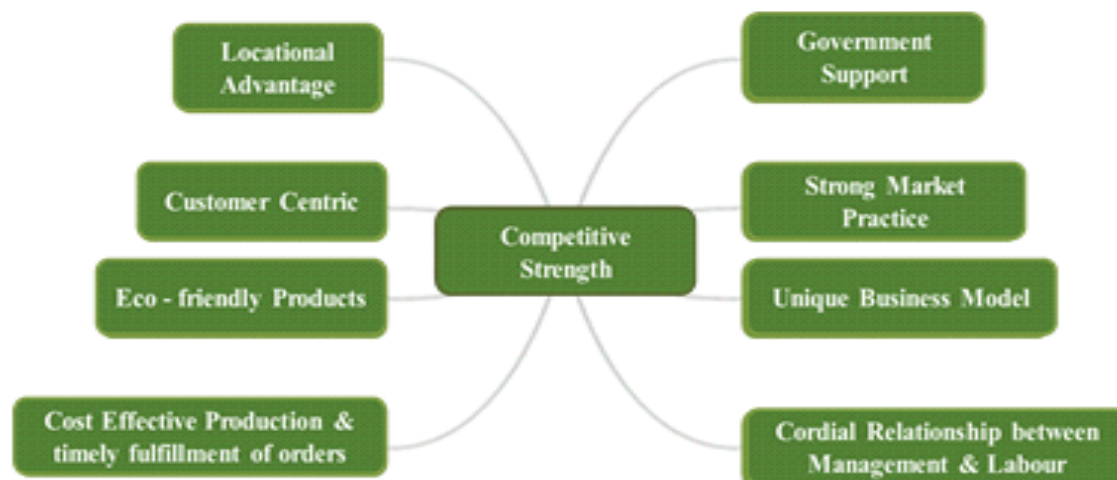 Locational
Advantage
Government
Support
Customer Centric
Strong Market
Practice
Competitive
Strength
Eco - friendly Products
Unique Business Model
Cost Effective Production &
timely fulfillment of orders
Cordial Relationship between
Management & Labour